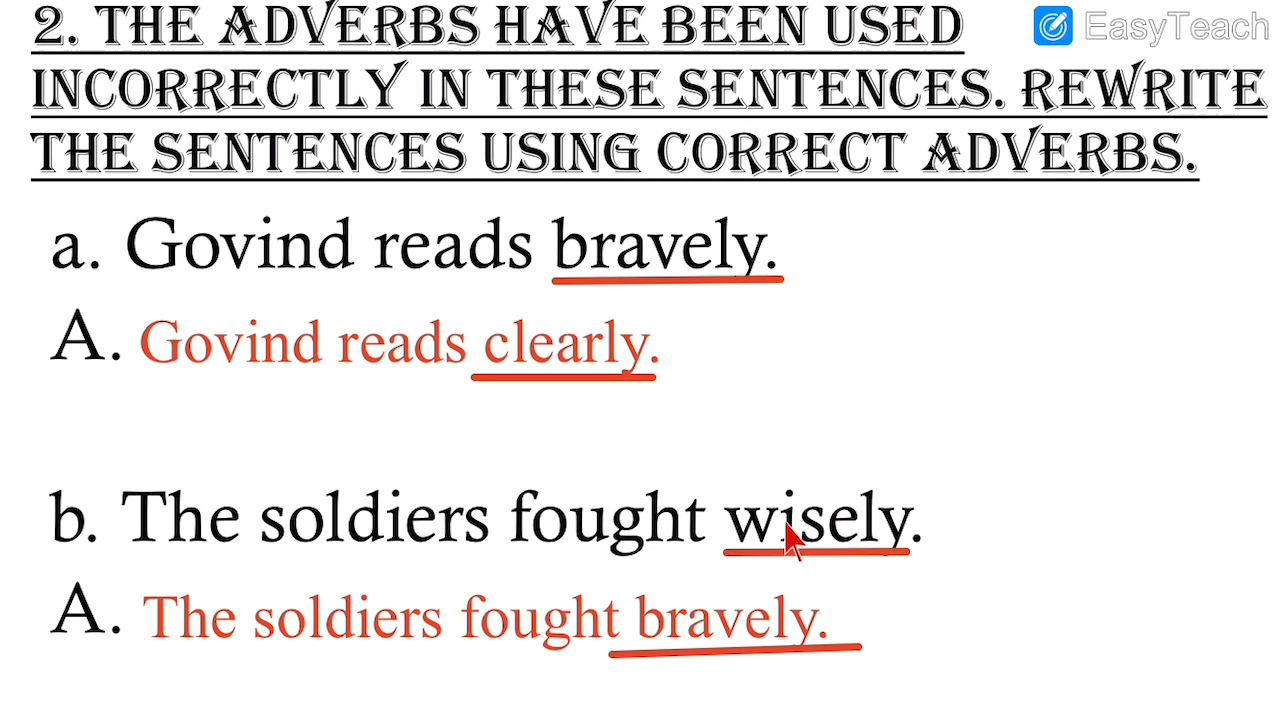 2. THE ADVERBS HAVE BEEN USED
EasyTeach
INCORRECTLY IN THESE SENTENCES. REWRITE
THE SENTENCES USING CORRECT ADVERBS.
a. Govind reads bravely.
A. Govind reads clearly.
b. The soldiers fought wisely.
A. The soldiers fought bravely.